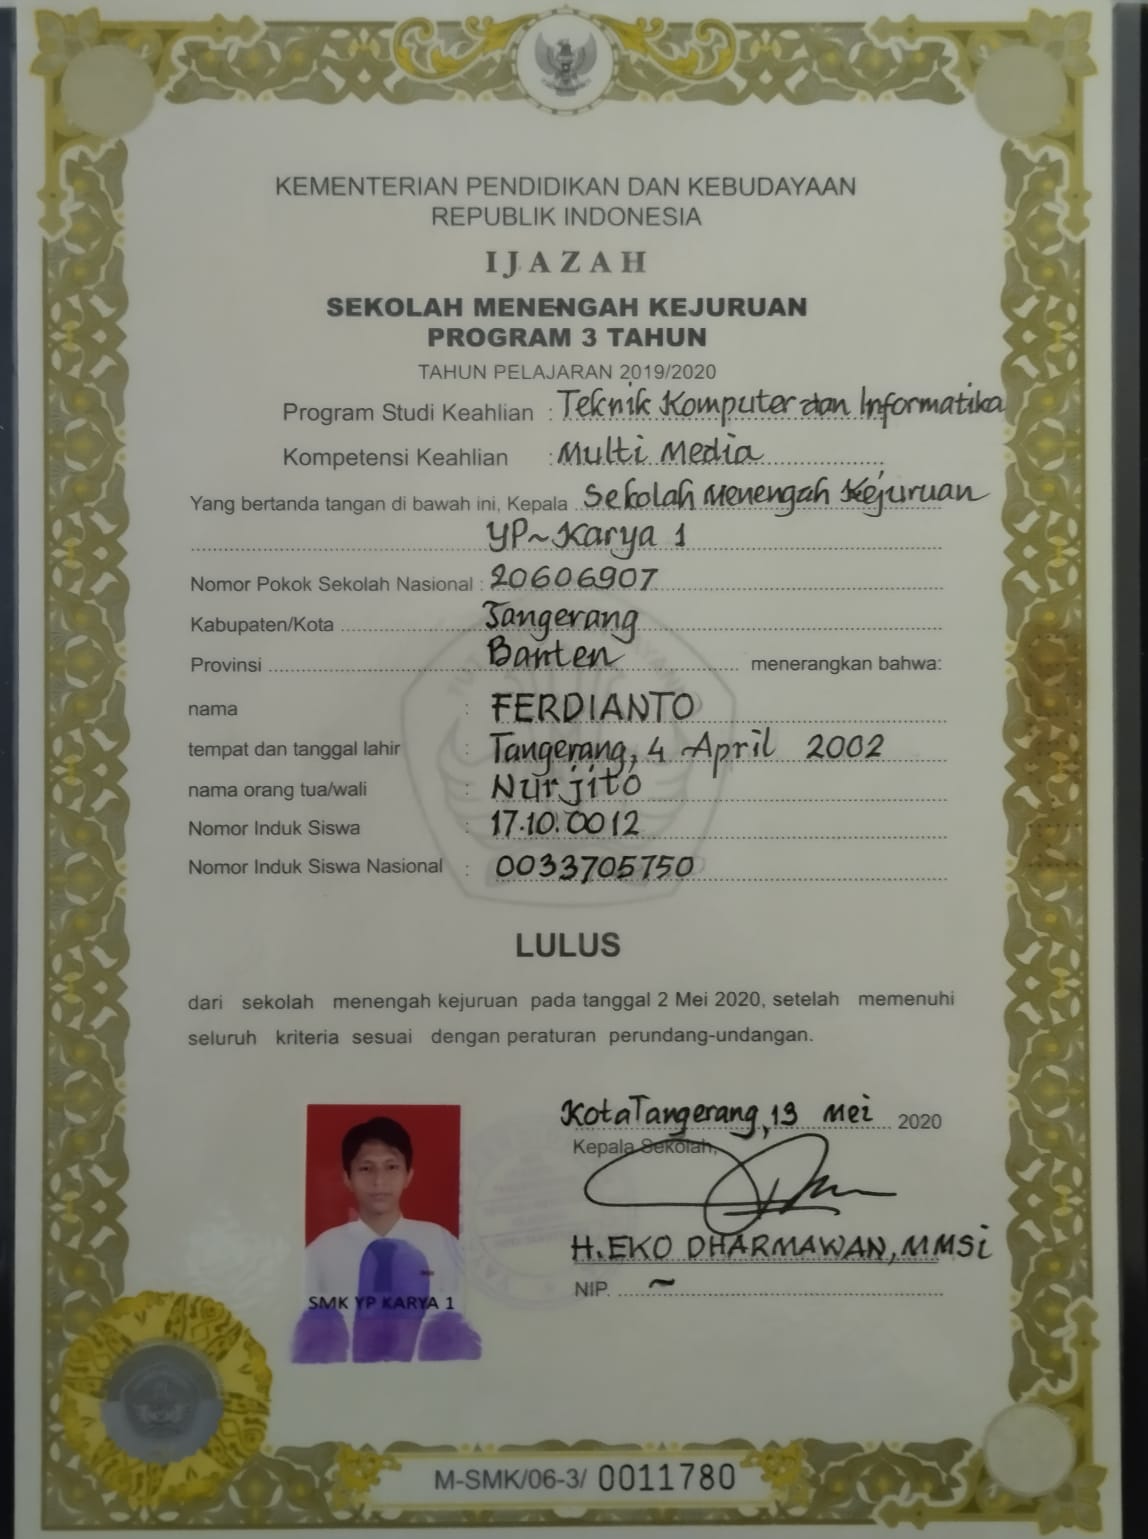 KEMENTERIAN PENDIDIKAN DAN KEBUDAYAAN
REPUBLIK INDONESIA
IJAZAH
SEKOLAH MENENGAH KEJURUAN
PROGRAM 3 TAHUN
TAHUN PELAJARAN 2019/2020
Program Studi Keahlian : Teknik Komputer dan Informatika
Kompetensi Keahlian : Multi Media
Yang bertanda tangan di bawah ini, Kepala Sekolah Menengah Kejuruan
YP~Karya 1
Nomor Pokok Sekolah Nasional : 20606907
Kabupaten/Kota Tangerang
Provinsi Banten menerangkan bahwa:
nama : FERDIANTO
tempat dan tanggal lahir : Tangerang, 4 April 2002
nama orang tua/wali : Nurjito
Nomor Induk Siswa : 17.10.0012
Nomor Induk Siswa Nasional : 0033705750
LULUS
dari sekolah menengah kejuruan pada tanggal 2 Mei 2020, setelah memenuhi
seluruh kriteria sesuai dengan peraturan perundang-undangan.
Kota Tangerang, 13 Mei 2020
Kepala Sekolah,
H. EKO DHARMAWAN, MMSi
NIP. ~
SMK YP KARYA 1
M-SMK/06-3/ 0011780